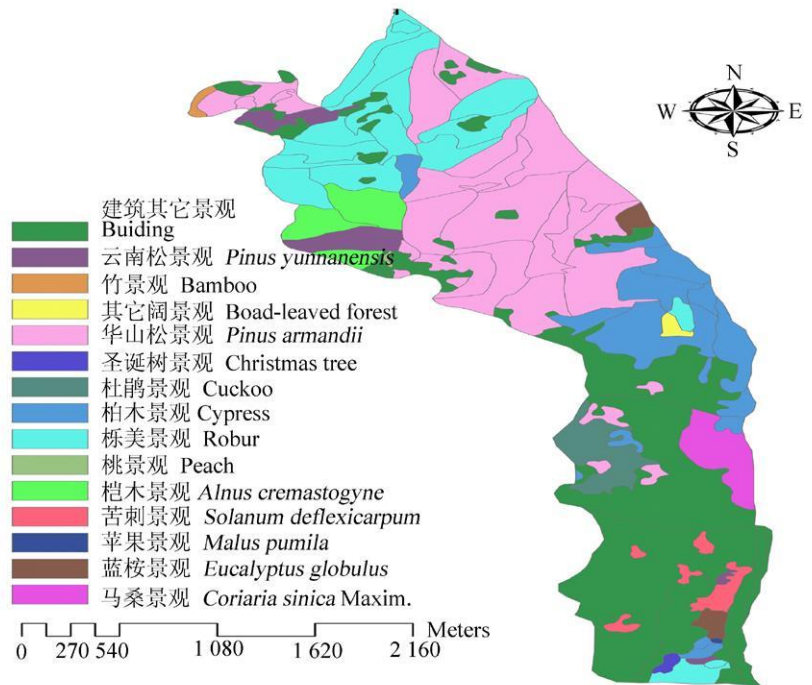 N
W E
S
建筑其它景观
Buiding
云南松景观 Pinus yunnanensis
竹景观 Bamboo
其它阔景观 Boad-leaved forest
华山松景观 Pinus armandii
圣诞树景观 Christmas tree
杜鹃景观 Cuckoo
柏木景观 Cypress
栎美景观 Robur
桃景观 Peach
桤木景观 Alnus cremastogyne
苦刺景观 Solanum deflexicarpum
苹果景观 Malus pumila
蓝桉景观 Eucalyptus globulus
马桑景观 Coriaria sinica Maxim.
Meters
0 270 540 1 080 1 620 2 160